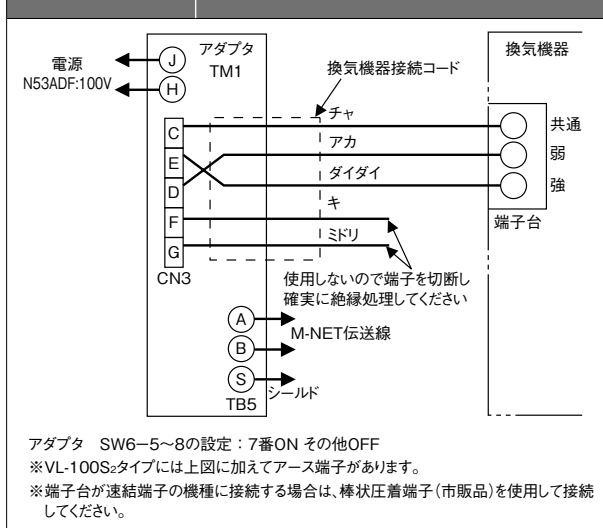 電源
N53ADF:100V
J
H
アダプタ
TM1
換気機器接続コード
換気機器
C
E
D
F
G
CN3
チャ
アカ
ダイダイ
キ
ミドリ
共通
弱
強
端子台
使用しないので端子を切断し
確実に絶縁処理してください
A
B
S
TB5
M-NET伝送線
シールド
アダプタ SW6−5〜8の設定：7番ON その他OFF
※VL-100S₂タイプには上図に加えてアース端子があります。
※端子台が速結端子の機種に接続する場合は、棒状圧着端子（市販品）を使用して接続
してください。